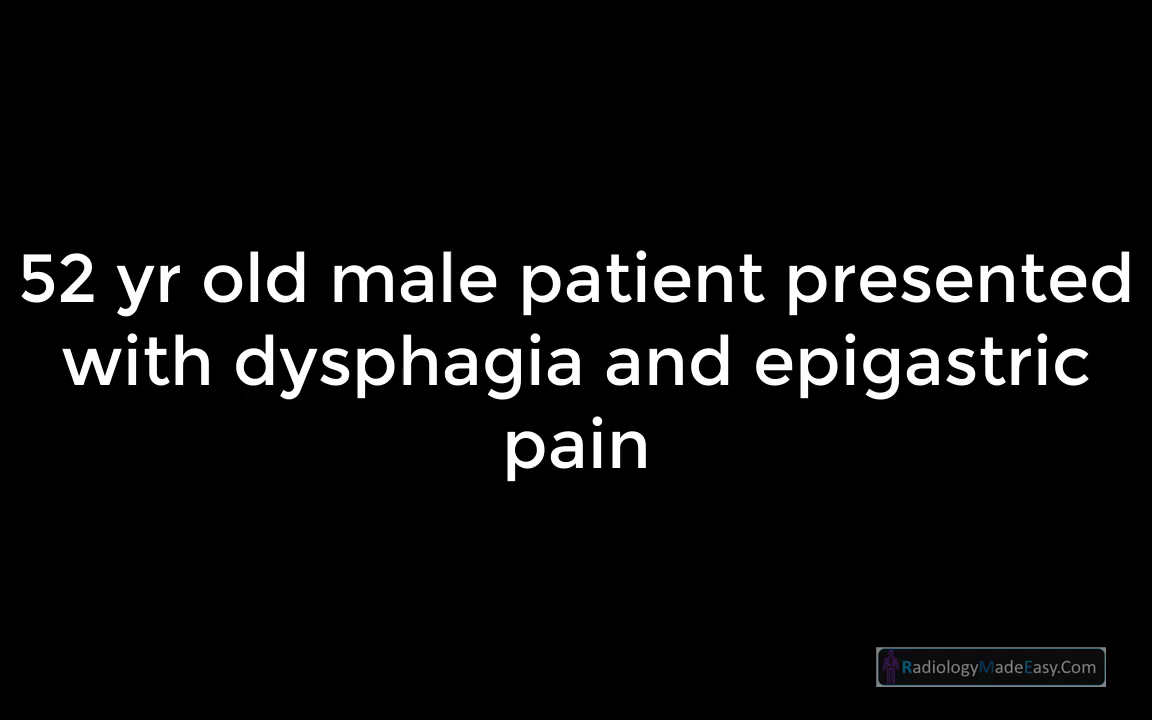 52 yr old male patient presented
with dysphagia and epigastric
pain
RadiologyMadeEasy.Com